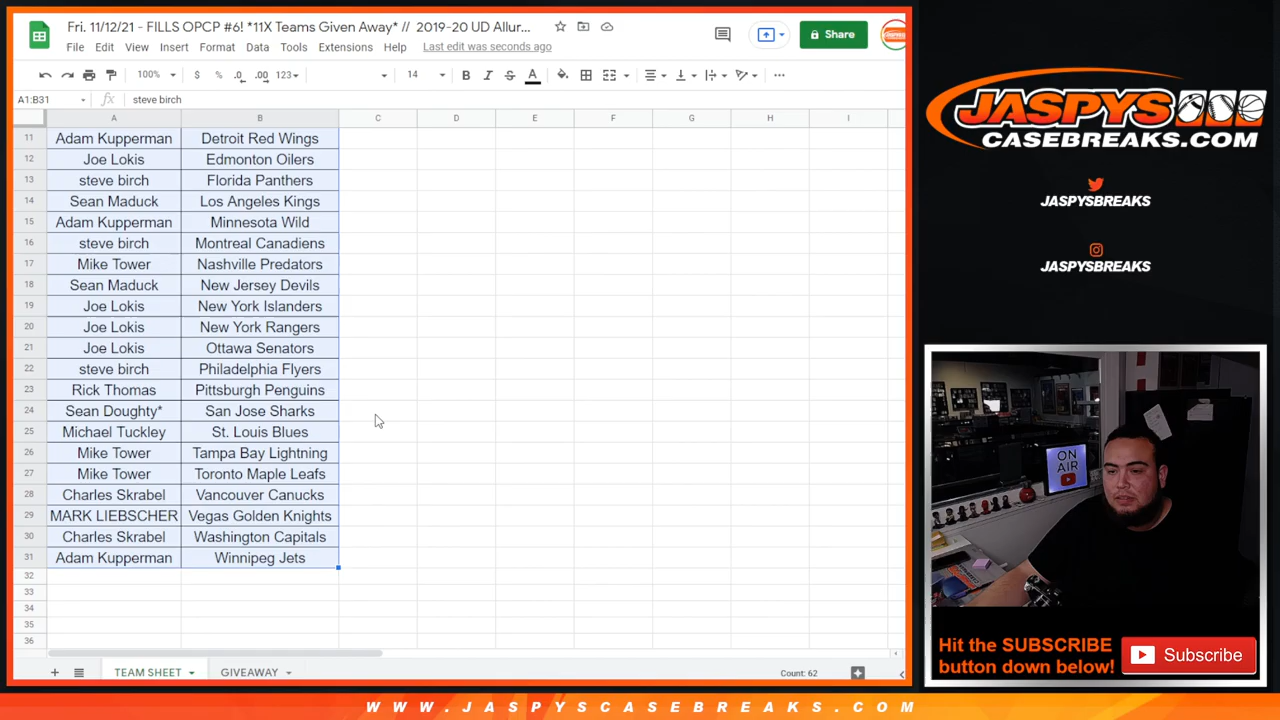 Fri. 11/12/21 - FILLS OPCP #6! *11X Teams Given Away* // 2019-20 UD Allur...
File Edit View Insert Format Data Tools Extensions Help Last edit was seconds ago
Share
100% $ % .0 .00 123 14 B I S A
A1:B31 fx steve birch
A B C D E F G H I
11 Adam Kupperman Detroit Red Wings
12 Joe Lokis Edmonton Oilers
13 steve birch Florida Panthers
14 Sean Maduck Los Angeles Kings
15 Adam Kupperman Minnesota Wild
16 steve birch Montreal Canadiens
17 Mike Tower Nashville Predators
18 Sean Maduck New Jersey Devils
19 Joe Lokis New York Islanders
20 Joe Lokis New York Rangers
21 Joe Lokis Ottawa Senators
22 steve birch Philadelphia Flyers
23 Rick Thomas Pittsburgh Penguins
24 Sean Doughty* San Jose Sharks
25 Michael Tuckley St. Louis Blues
26 Mike Tower Tampa Bay Lightning
27 Mike Tower Toronto Maple Leafs
28 Charles Skrabel Vancouver Canucks
29 MARK LIEBSCHER Vegas Golden Knights
30 Charles Skrabel Washington Capitals
31 Adam Kupperman Winnipeg Jets
32
33
34
35
36
TEAM SHEET GIVEAWAY Count: 62
JASPYS
CASEBREAKS.COM
JASPYSBREAKS
JASPYSBREAKS
ON
AIR
Hit the SUBSCRIBE
button down below!
Subscribe
WWW.JASPYSCASEBREAKS.COM